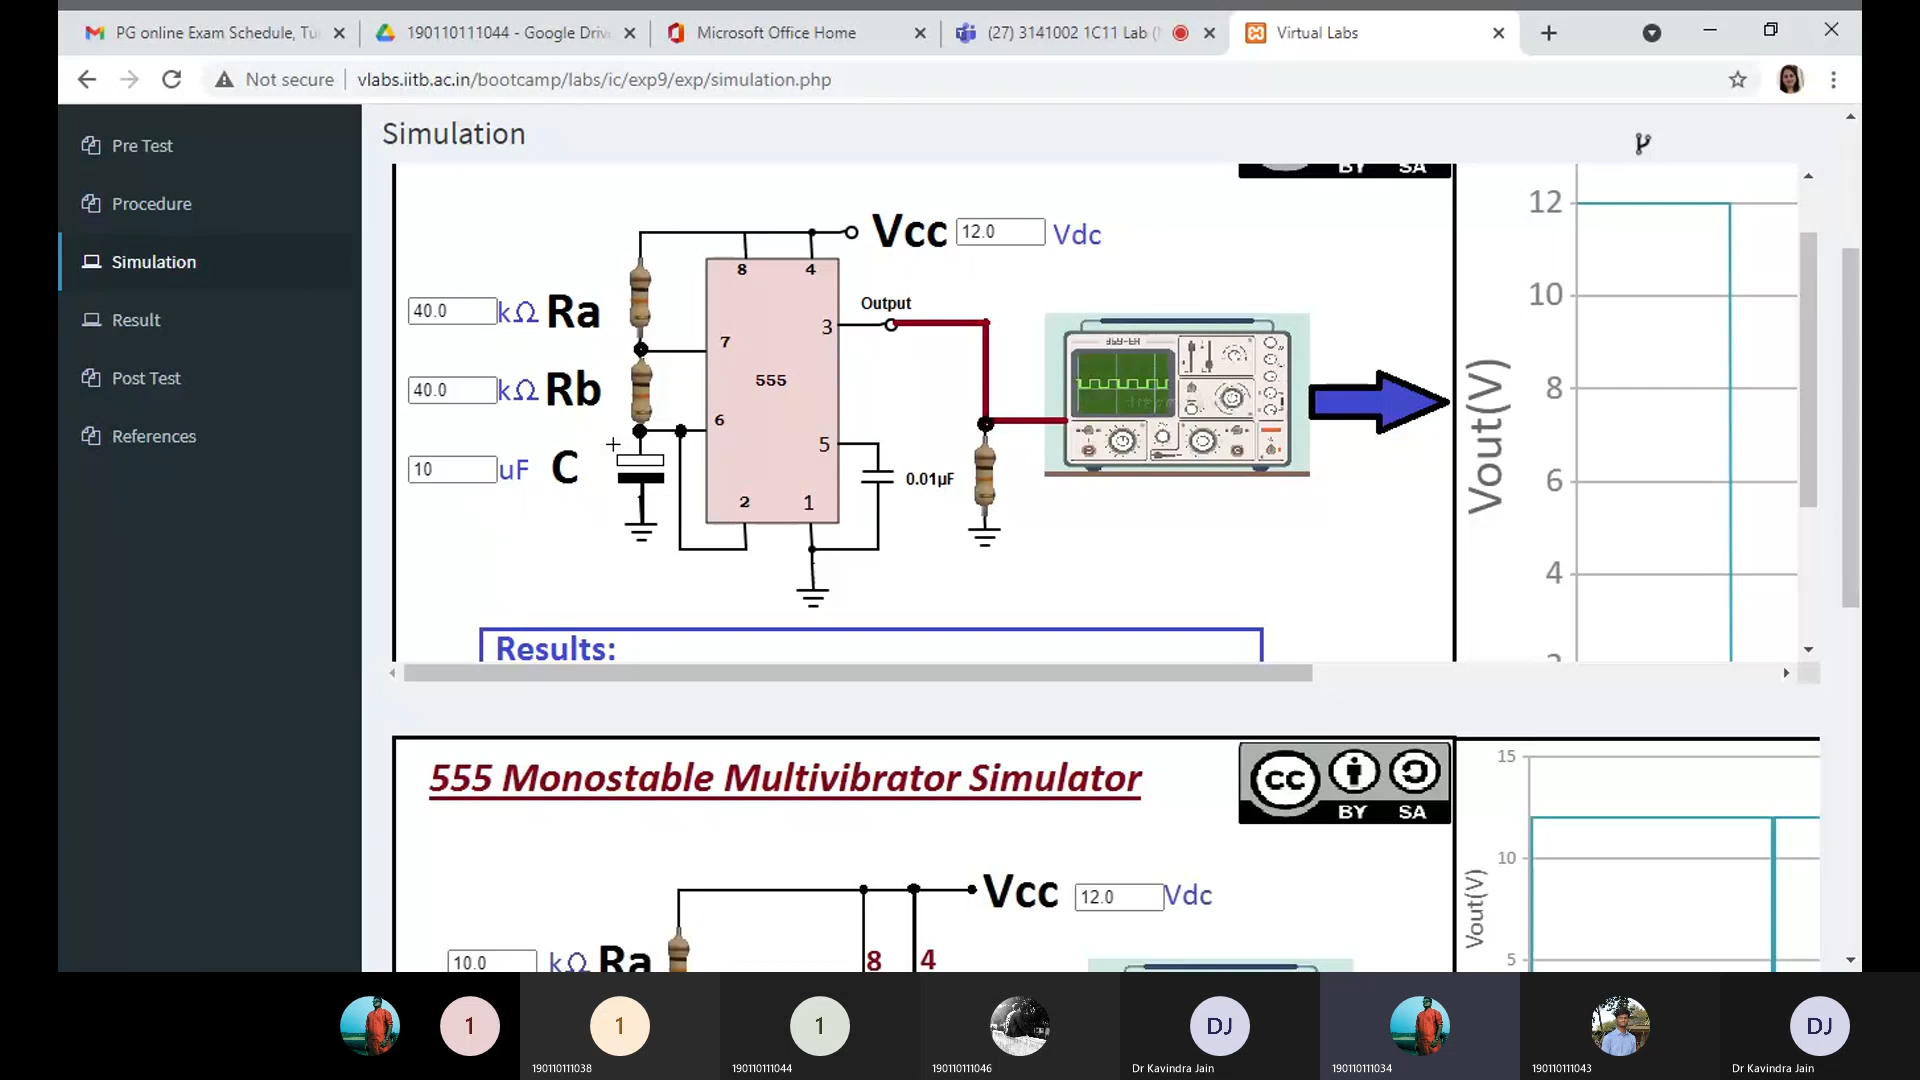 PG online Exam Schedule, Tu
190110111044 - Google Driv
Microsoft Office Home
(27) 3141002 1C11 Lab (
Virtual Labs
Not secure
vlabs.iitb.ac.in/bootcamp/labs/ic/exp9/exp/simulation.php
Pre Test
Procedure
Simulation
Result
Post Test
References
Simulation
BY SA
Vcc 12.0 Vdc
8 4
Output
40.0 kΩ Ra
3
7
555
40.0 kΩ Rb
6
5
10 uF C
+
0.01µF
2 1
Results:
12
10
8
6
4
2
Vout(V)
555 Monostable Multivibrator Simulator
cc
BY SA
Vcc 12.0 Vdc
10.0 kΩ Ra
8 4
15
10
5
Vout(V)
1
1
190110111038
1
190110111044
190110111046
DJ
Dr Kavindra Jain
190110111034
190110111043
DJ
Dr Kavindra Jain